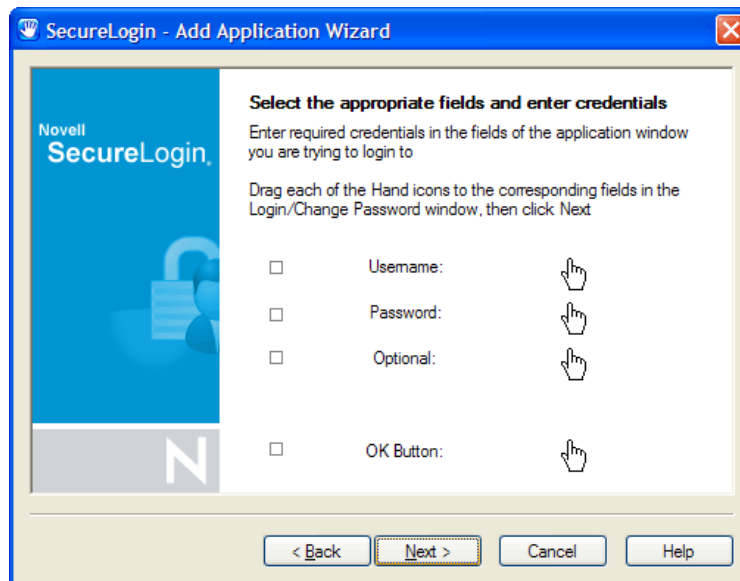 SecureLogin - Add Application Wizard
Select the appropriate fields and enter credentials
Enter required credentials in the fields of the application window
you are trying to login to
Drag each of the Hand icons to the corresponding fields in the
Login/Change Password window, then click Next
Novell
SecureLogin.
Username:
Password:
Optional:
OK Button:
N
< Back
Next >
Cancel
Help